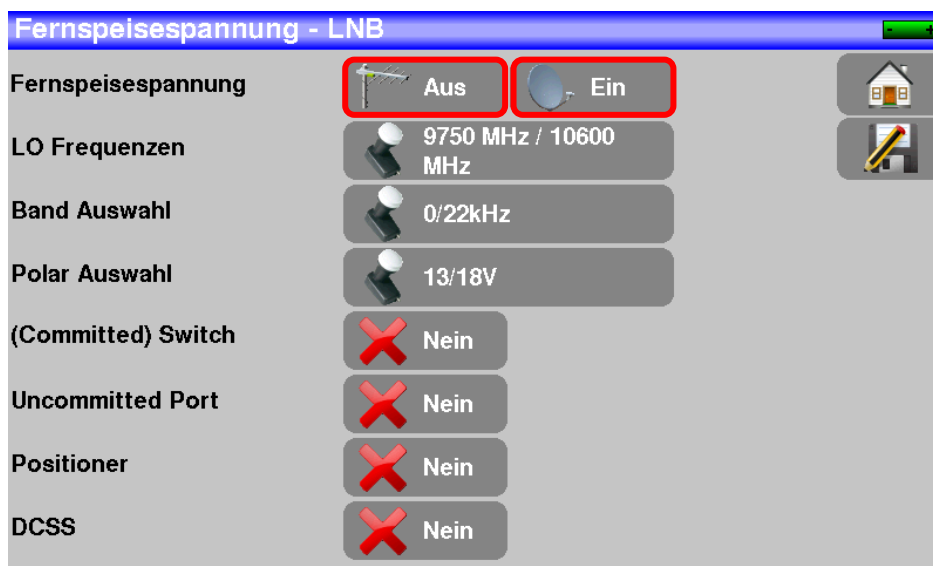 Fernspeisespannung - LNB
- +
Fernspeisespannung Aus Ein
LO Frequenzen 9750 MHz / 10600
MHz
Band Auswahl 0/22kHz
Polar Auswahl 13/18V
(Committed) Switch Nein
Uncommitted Port Nein
Positioner Nein
DCSS Nein